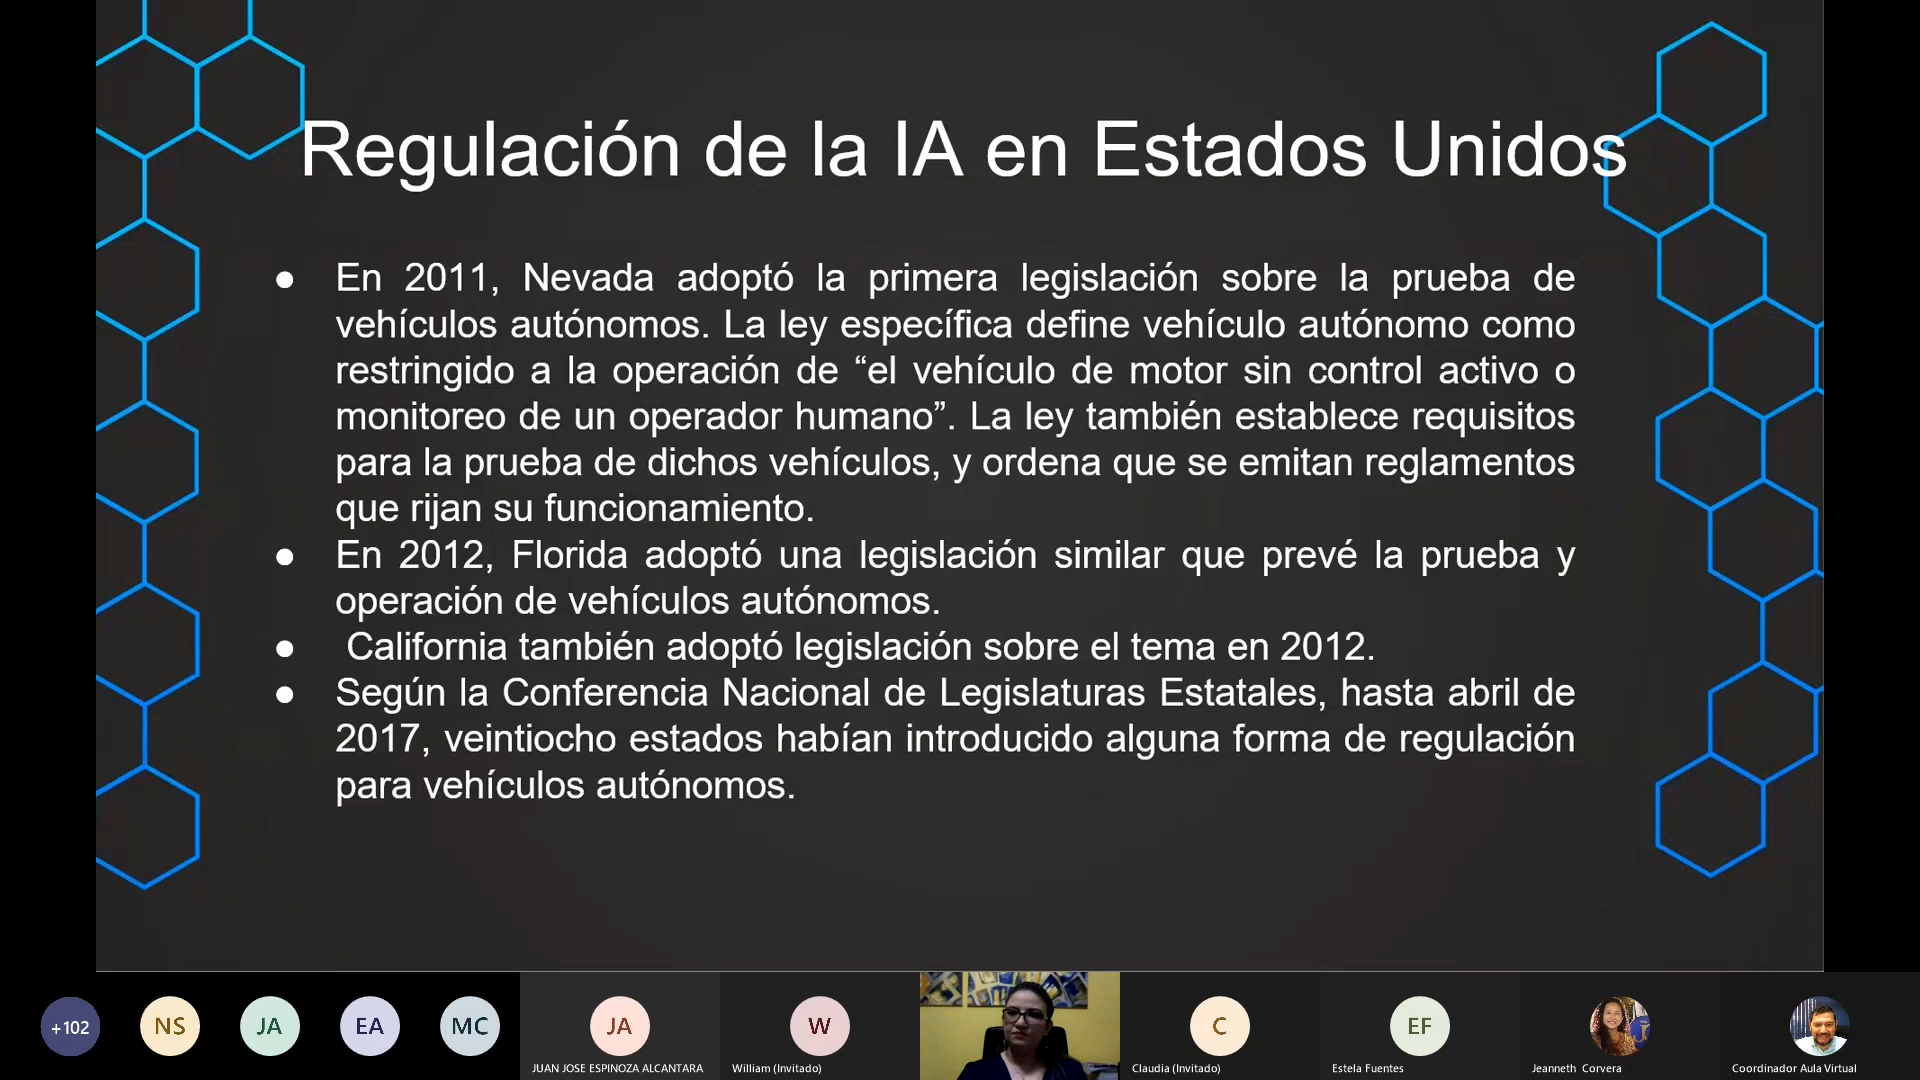 Regulación de la IA en Estados Unidos
● En 2011, Nevada adoptó la primera legislación sobre la prueba de
vehículos autónomos. La ley específica define vehículo autónomo como
restringido a la operación de “el vehículo de motor sin control activo o
monitoreo de un operador humano”. La ley también establece requisitos
para la prueba de dichos vehículos, y ordena que se emitan reglamentos
que rijan su funcionamiento.
● En 2012, Florida adoptó una legislación similar que prevé la prueba y
operación de vehículos autónomos.
● California también adoptó legislación sobre el tema en 2012.
● Según la Conferencia Nacional de Legislaturas Estatales, hasta abril de
2017, veintiocho estados habían introducido alguna forma de regulación
para vehículos autónomos.
+102 NS JA EA MC JA W C EF
JUAN JOSE ESPINOZA ALCANTARA William (Invitado) Claudia (Invitado) Estela Fuentes Jeanneth Corvera Coordinador Aula Virtual